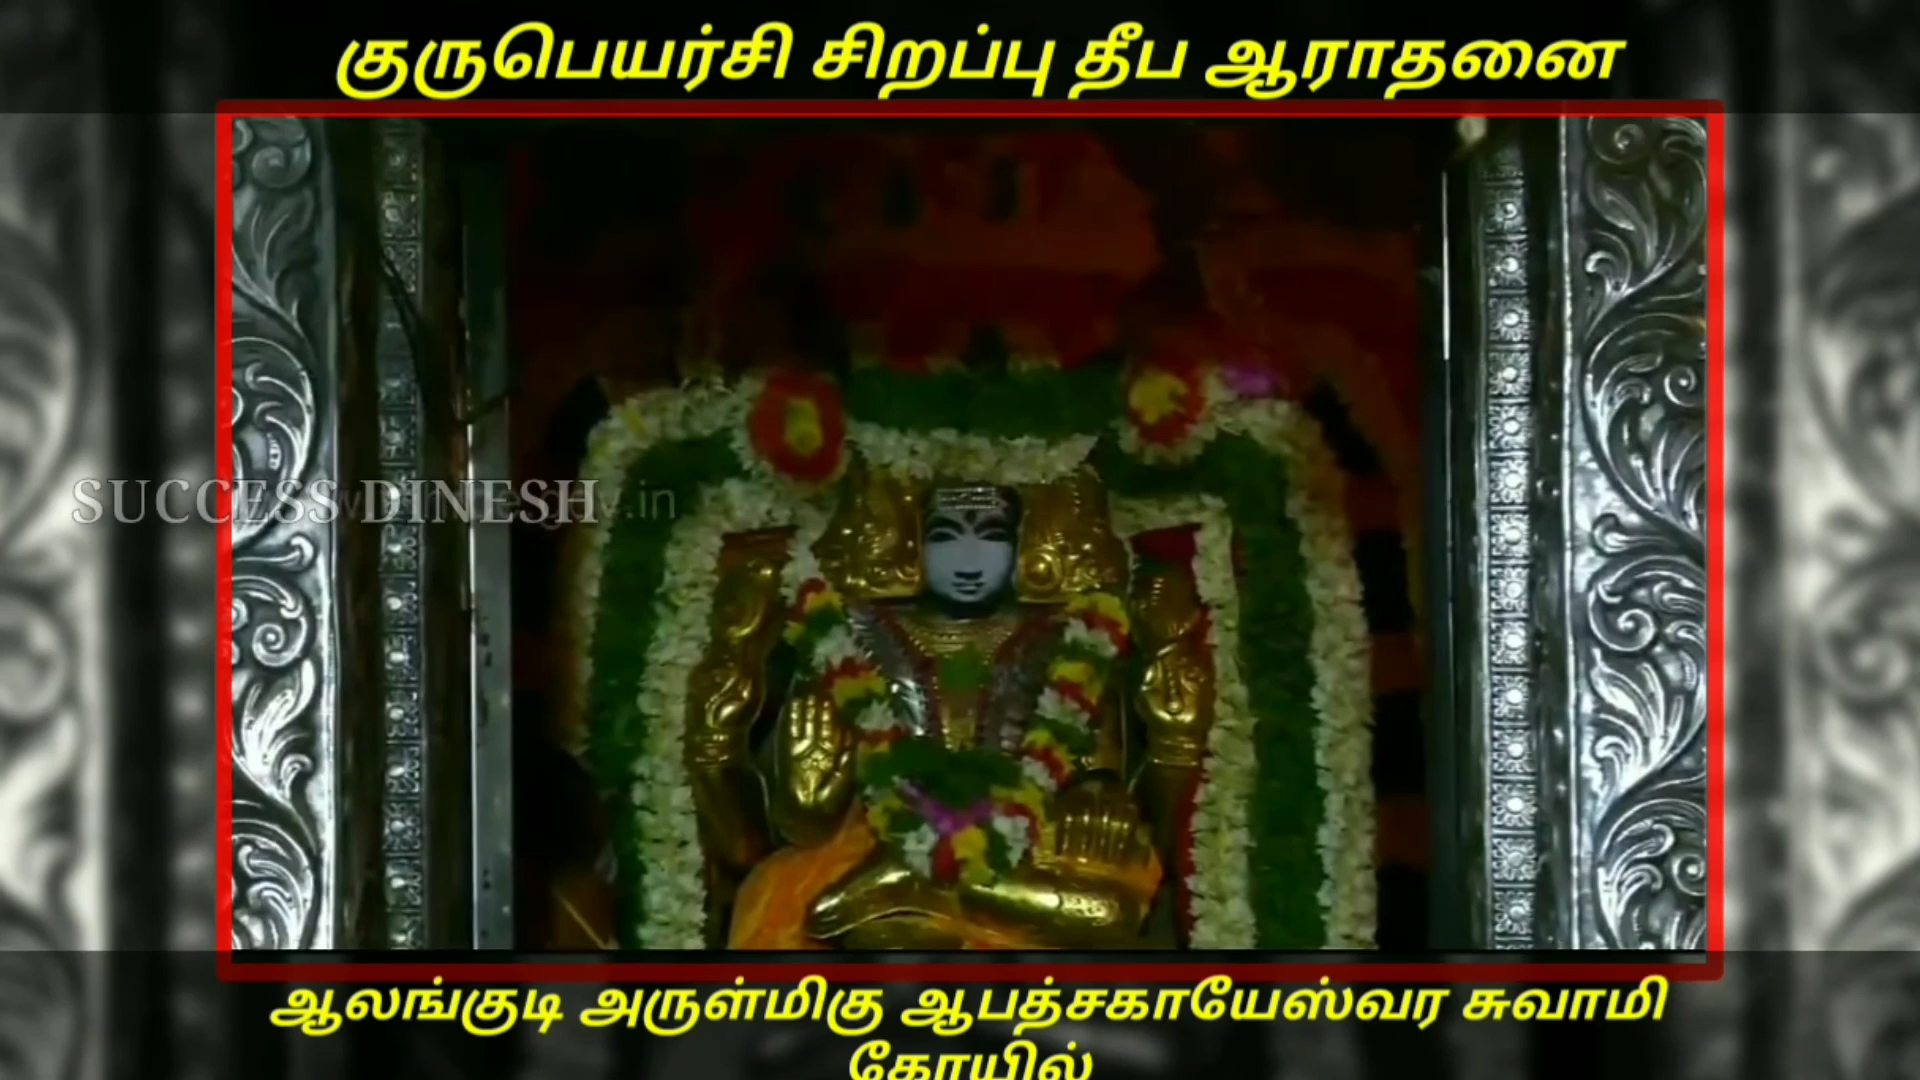 குருபெயர்சி சிறப்பு தீப ஆராதனை
SUCCESS DINESH
ஆலங்குடி அருள்மிகு ஆபத்சகாயேஸ்வர சுவாமி
கோயில்